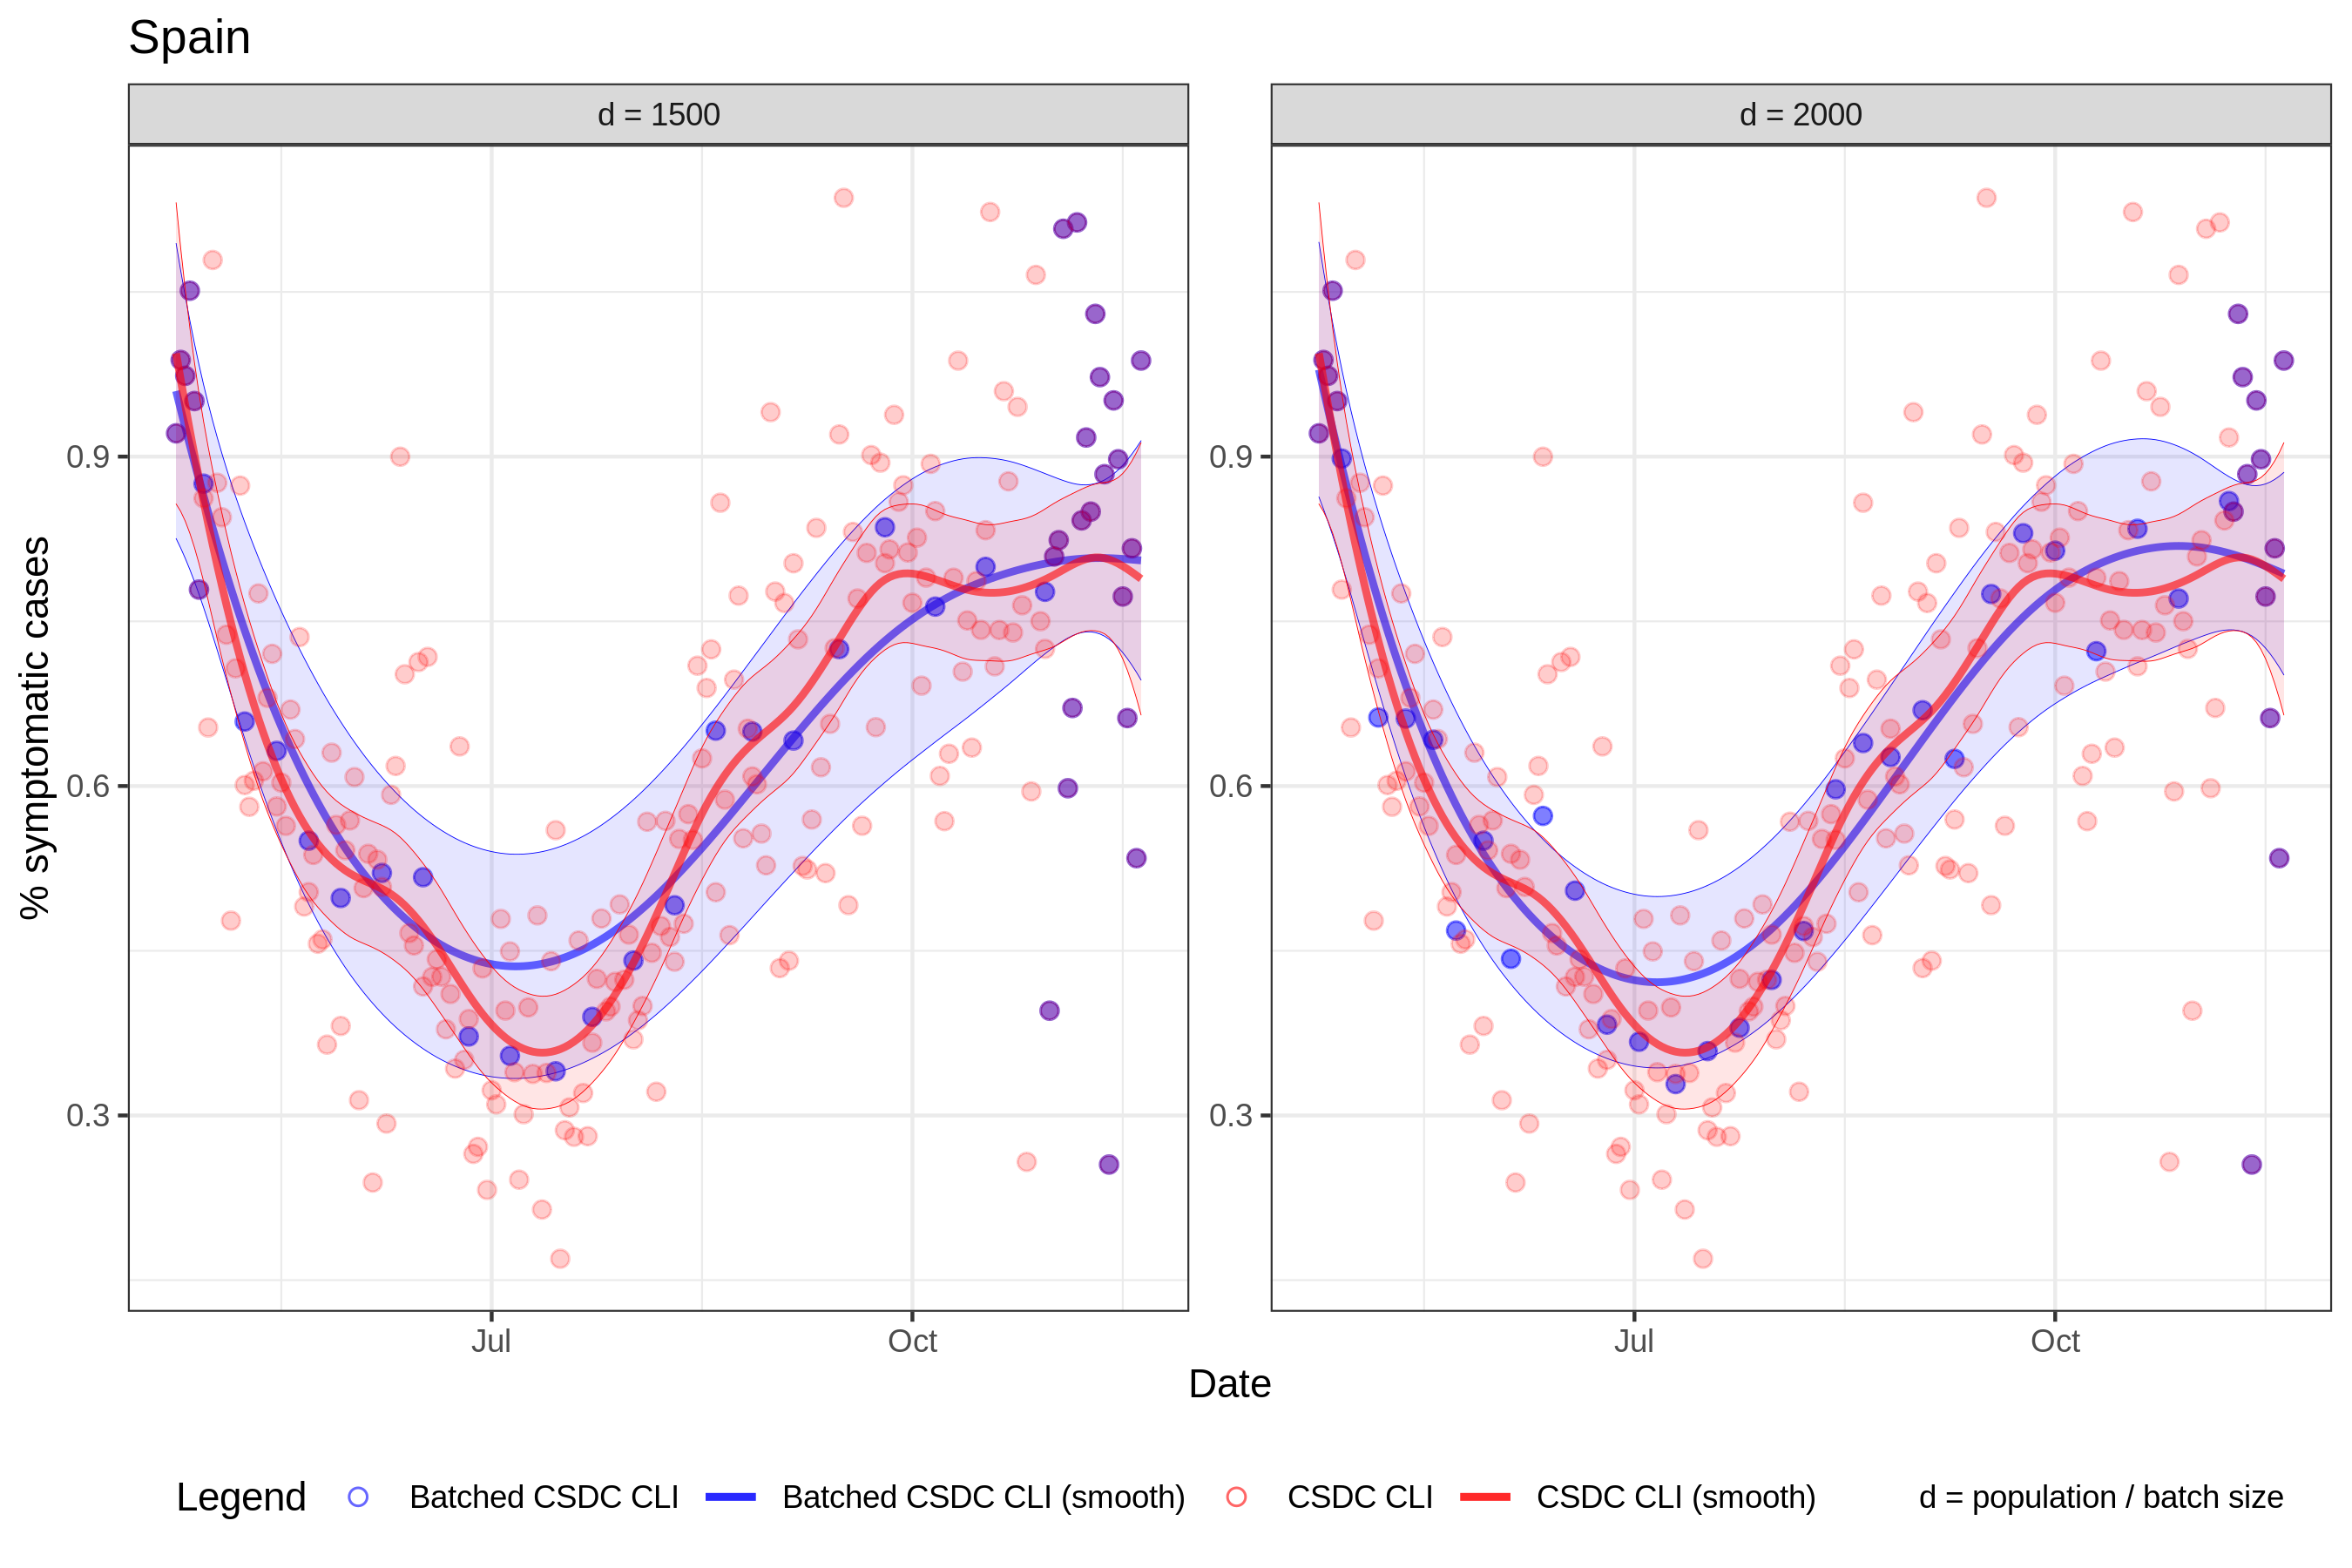 Spain
d = 1500
d = 2000
% symptomatic cases
0.9
0.6
0.3
0.9
0.6
0.3
Jul
Oct
Jul
Oct
Date
Legend
Batched CSDC CLI
Batched CSDC CLI (smooth)
CSDC CLI
CSDC CLI (smooth)
d = population / batch size